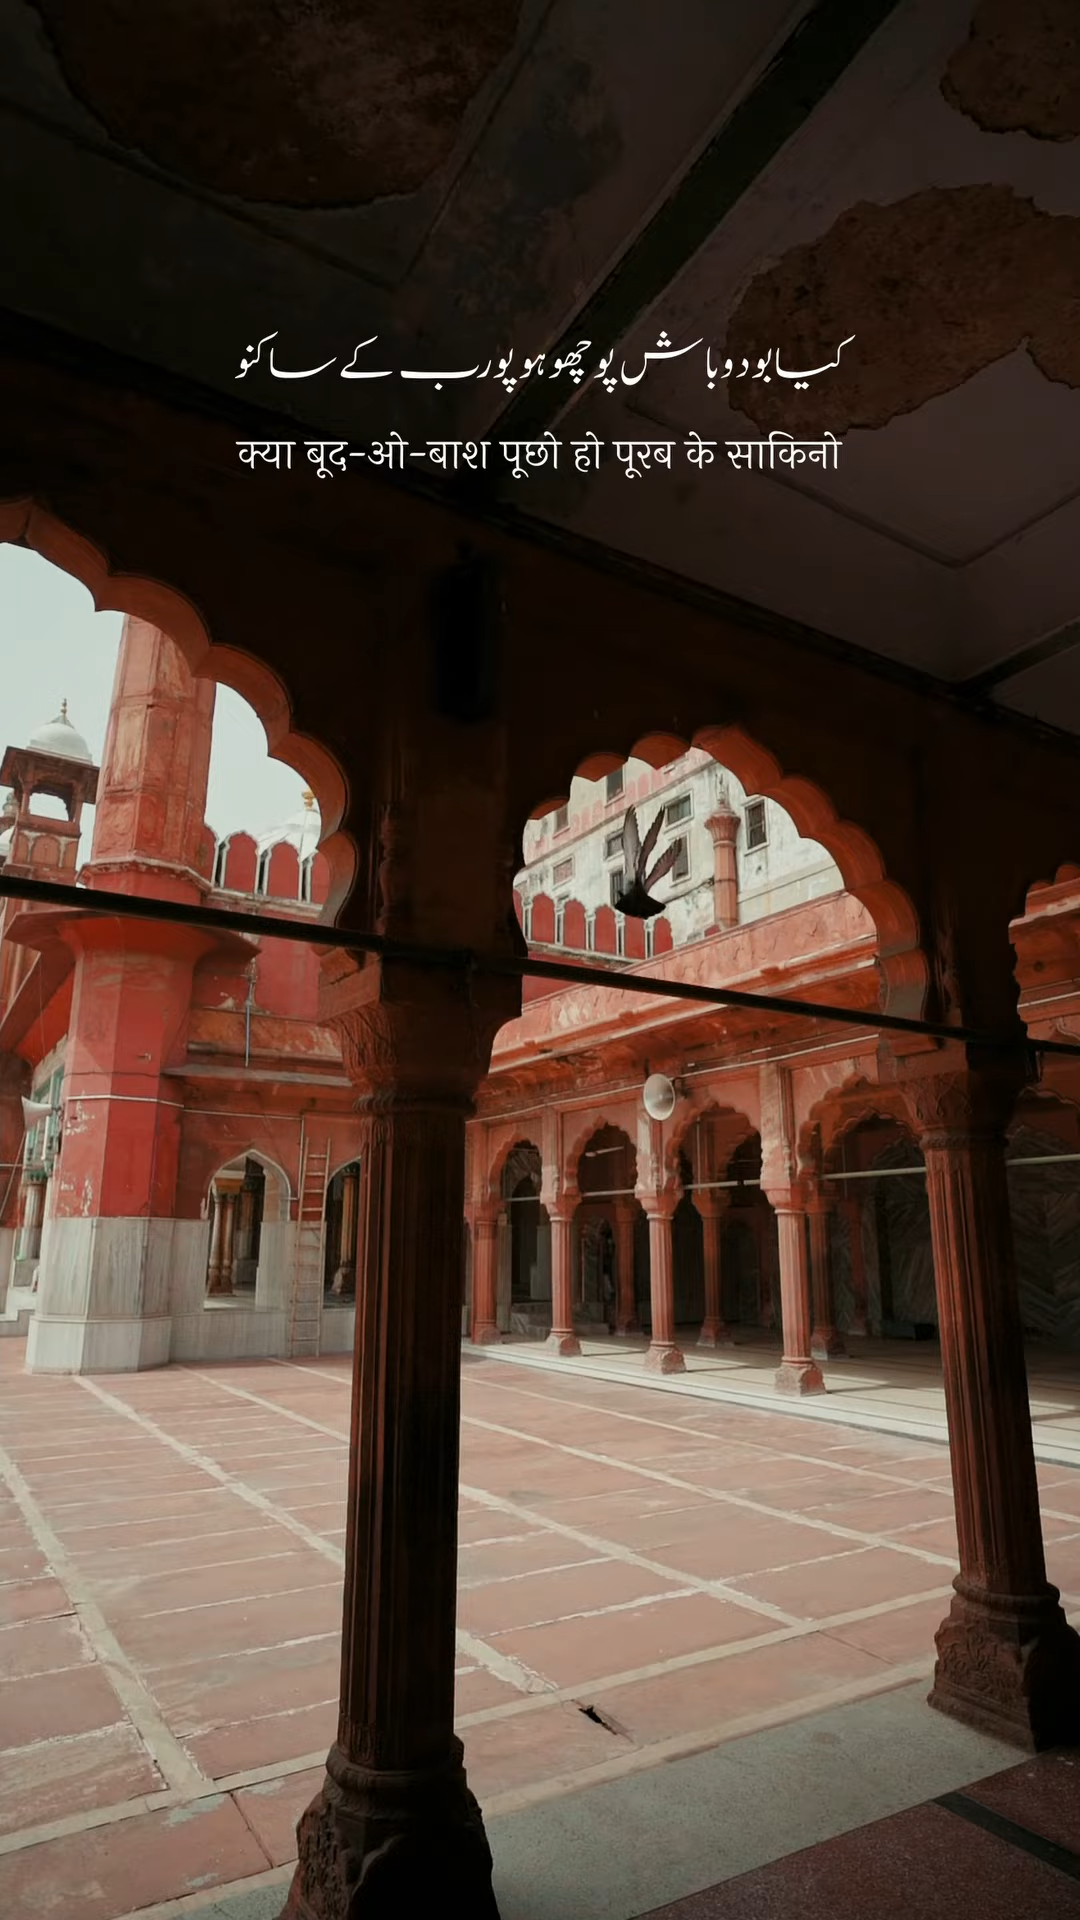 کیا بود و باش پوچھو ہو پورب کے ساکنو
क्या बूद-ओ-बाश पूछो हो पूरब के साकिनो